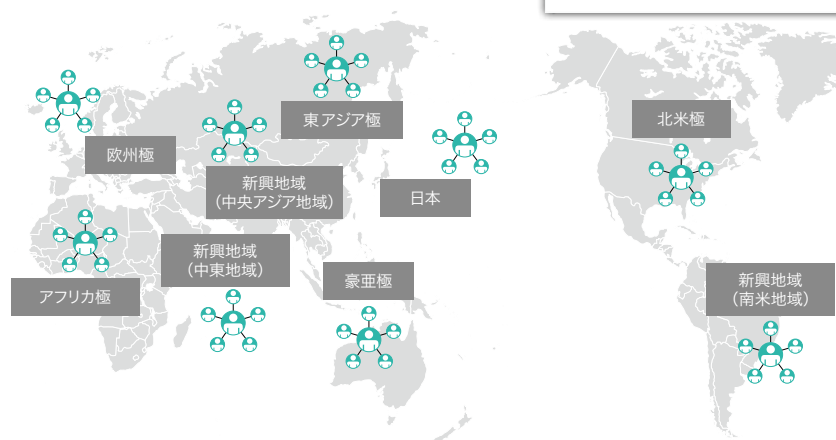 東アジア極
北米極
欧州極
新興地域
（中央アジア地域）
日本
新興地域
（中東地域）
豪亜極
アフリカ極
新興地域
（南米地域）